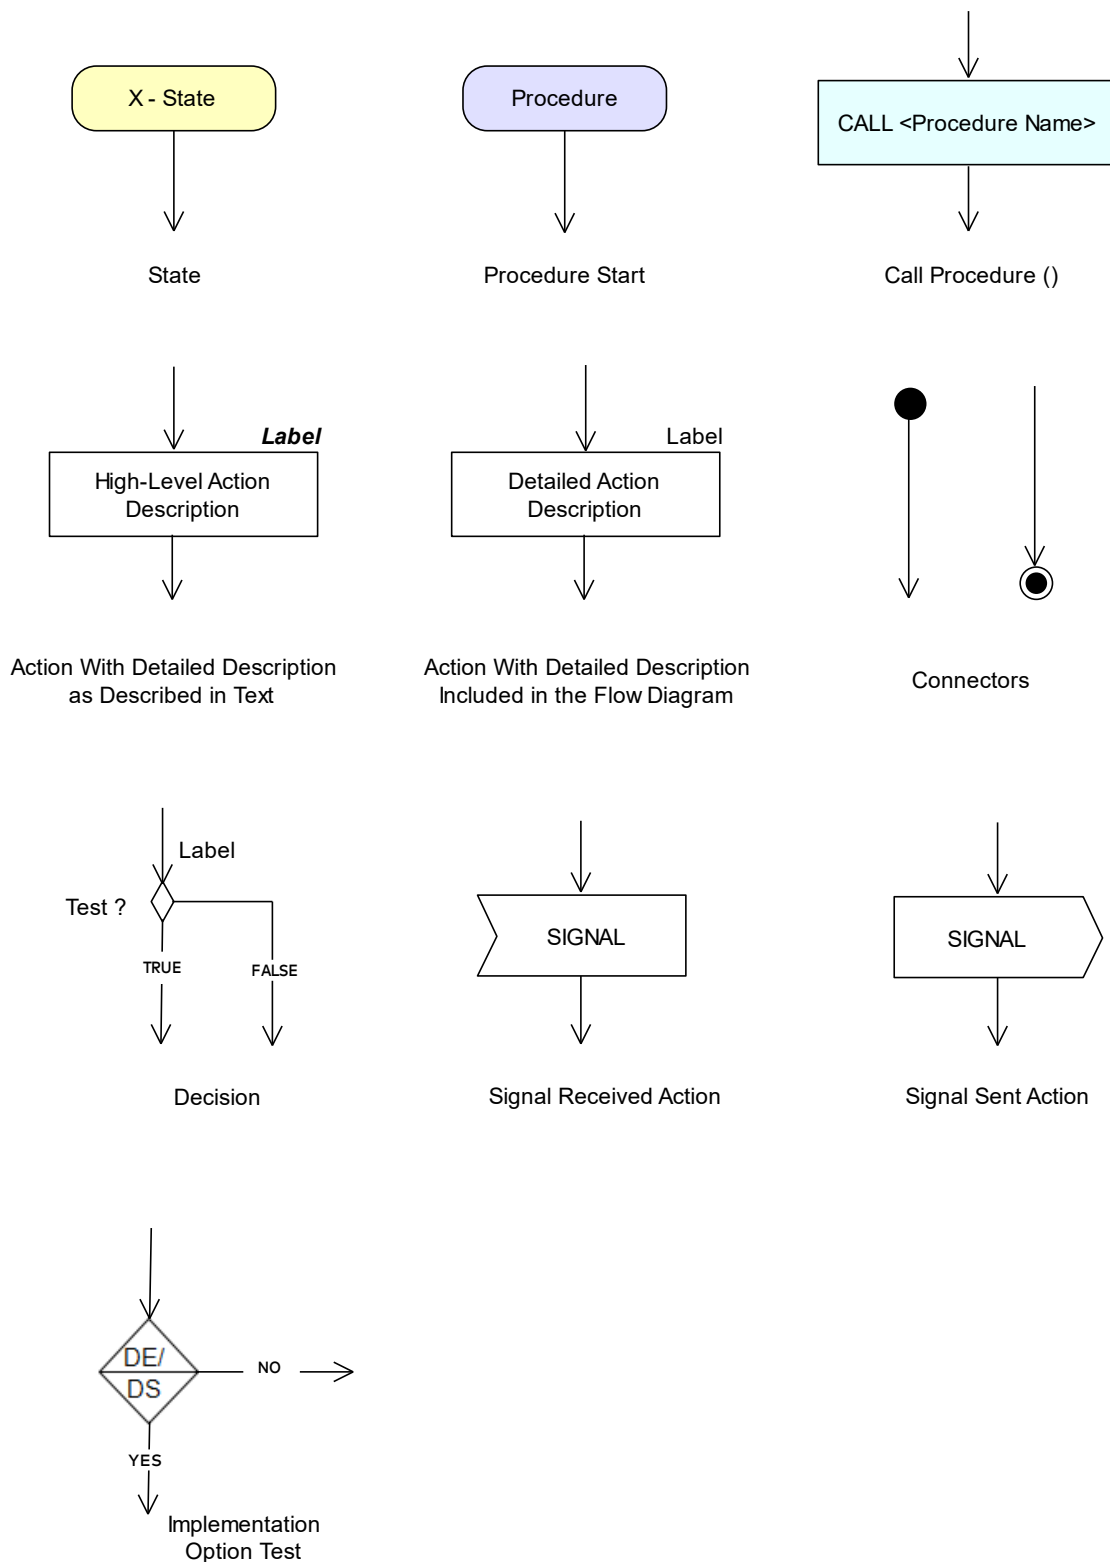 X - State
Procedure
CALL <Procedure Name>
State
Procedure Start
Call Procedure ()
Label
High-Level Action
Description
Label
Detailed Action
Description
Action With Detailed Description
as Described in Text
Action With Detailed Description
Included in the Flow Diagram
Connectors
Label
Test ?
TRUE
FALSE
SIGNAL
SIGNAL
Decision
Signal Received Action
Signal Sent Action
DE/
DS
NO
YES
Implementation
Option Test